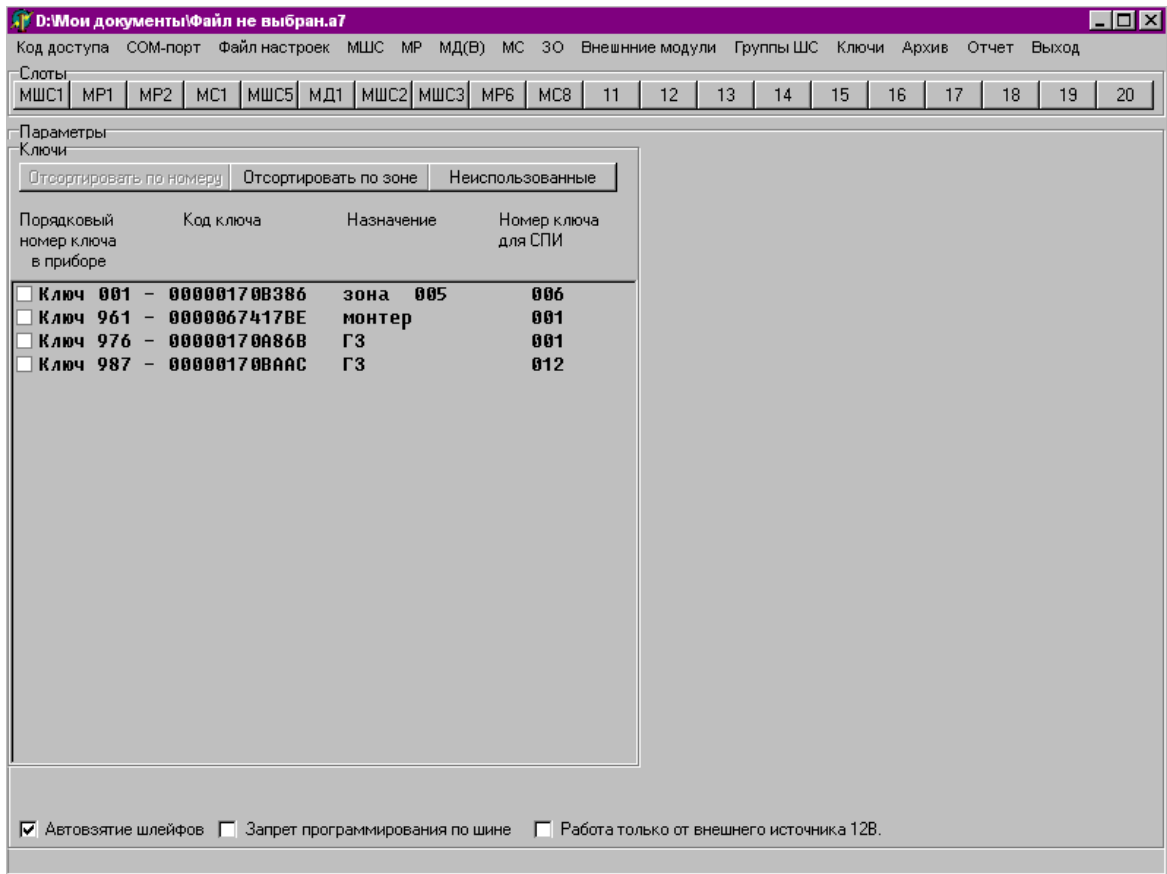 D:\Мои документы\Файл не выбран.a7
Код доступа COM-порт Файл настроек МШС МР МД(В) МС ЗО Внешнние модули Группы ШС Ключи Архив Отчет Выход
Слоты
МШС1 МР1 МР2 МС1 МШС5 МД1 МШС2 МШС3 МР6 МС8 11 12 13 14 15 16 17 18 19 20
Параметры
Ключи
Отсортировать по номеру Отсортировать по зоне Неиспользованные
Порядковый Код ключа Назначение Номер ключа
номер ключа для СПИ
в приборе
Ключ 001 - 00000170B386 зона 005 006
Ключ 961 - 0000067417BE монтер 001
Ключ 976 - 00000170A86B ГЗ 001
Ключ 987 - 00000170BAAC ГЗ 012
Автовзятие шлейфов Запрет программирования по шине Работа только от внешнего источника 12В.